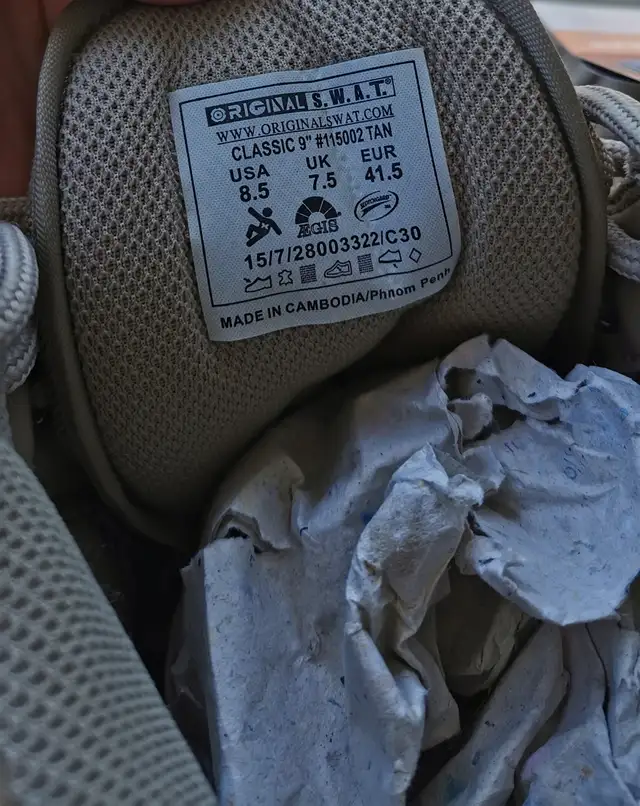 ORIGINAL S.W.A.T.®
WWW.ORIGINALSWAT.COM
CLASSIC 9" #115002 TAN
USA UK EUR
8.5 7.5 41.5
ÆGIS
15/7/28003322/C30
MADE IN CAMBODIA/Phnom Penh